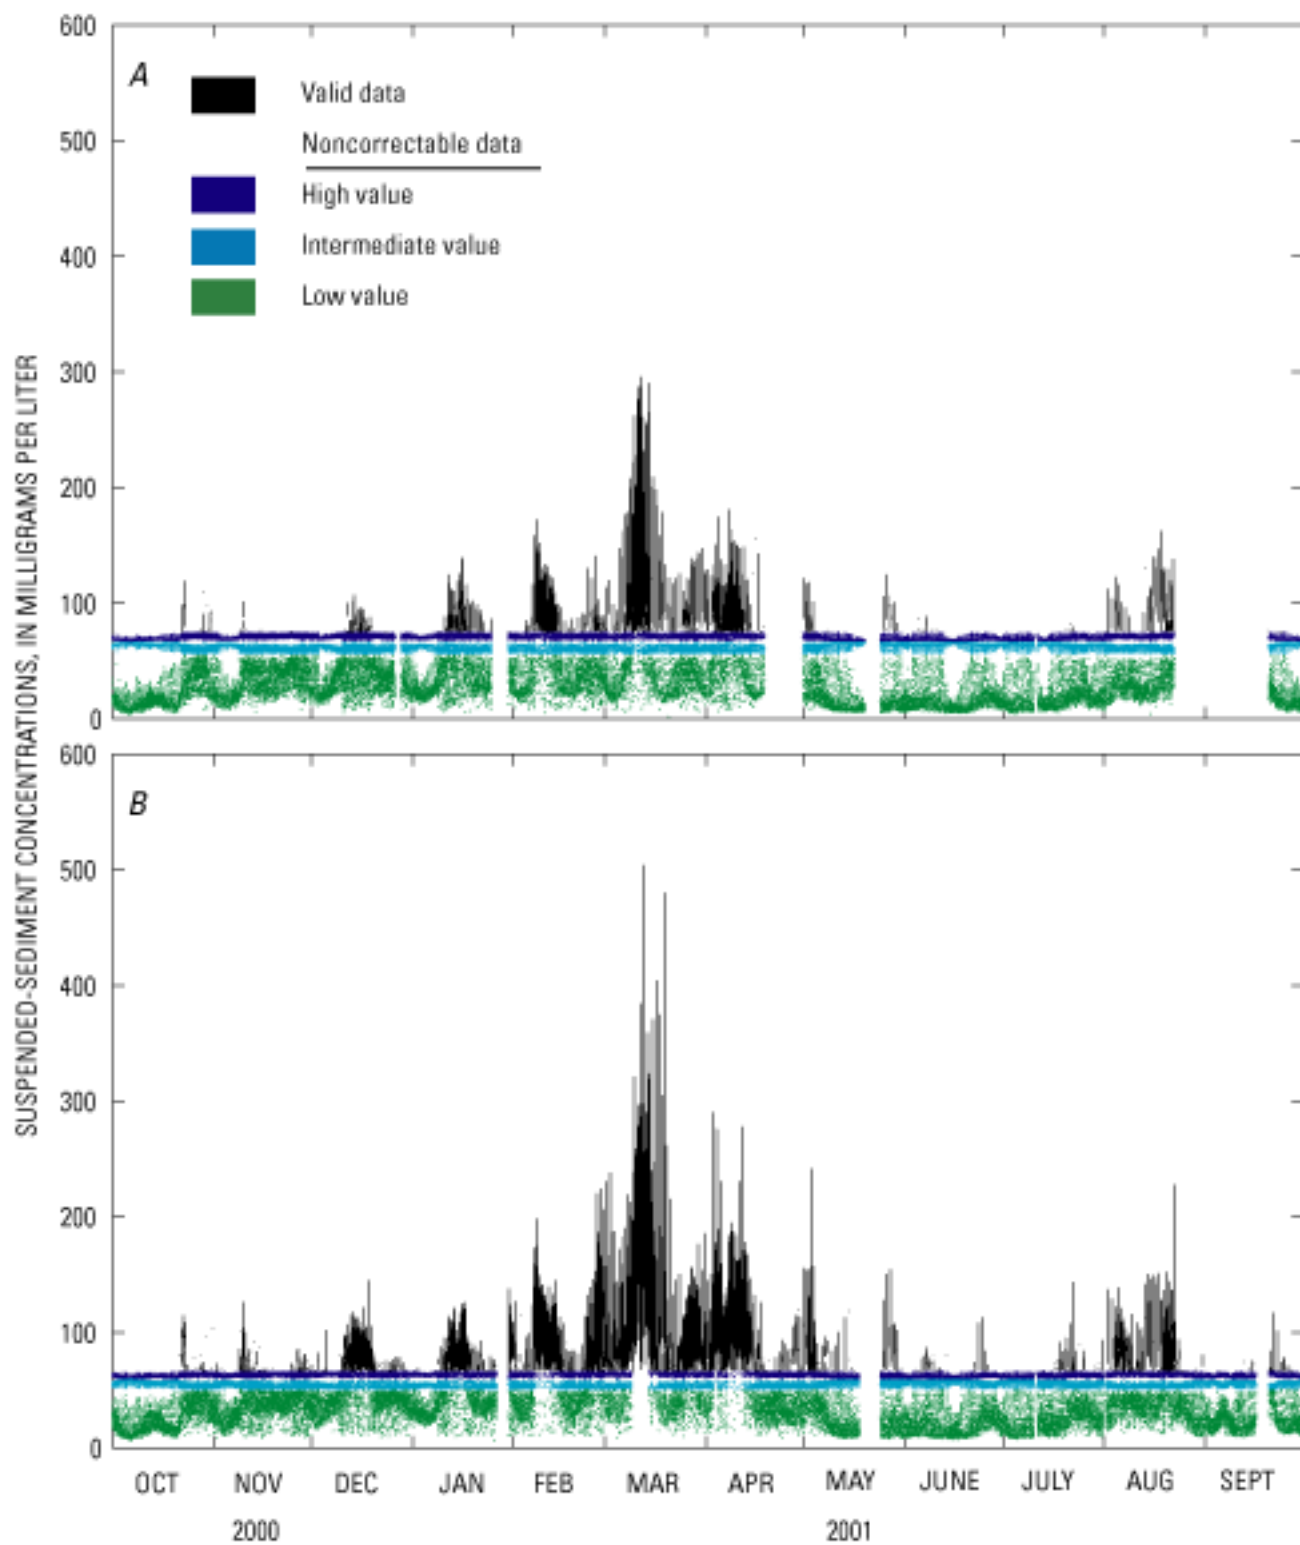 SUSPENDED-SEDIMENT CONCENTRATIONS, IN MILLIGRAMS PER LITER
600
500
400
300
200
100
0
A
Valid data
Noncorrectable data
High value
Intermediate value
Low value
600
500
400
300
200
100
0
B
OCT NOV DEC JAN FEB MAR APR MAY JUNE JULY AUG SEPT
2000 2001